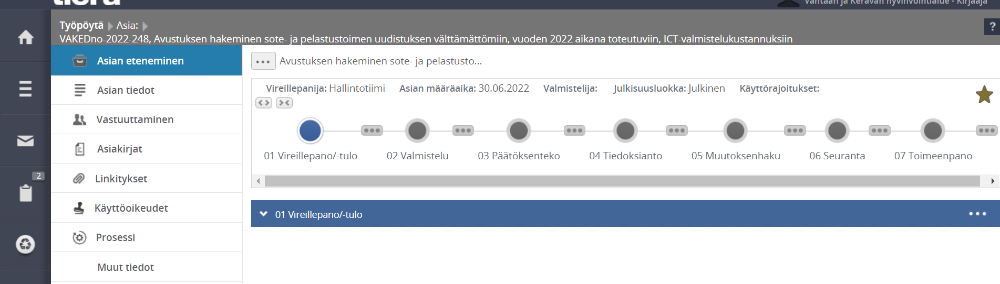 tiera
Vantaan ja Keravan hyvinvointialue - Kirjaaja
Työpöytä Asia:
VAKEDno-2022-248, Avustuksen hakeminen sote- ja pelastustoimen uudistuksen välttämättömiin, vuoden 2022 aikana toteutuviin, ICT-valmistelukustannuksiin
?
Asian eteneminen
Asian tiedot
Vastuuttaminen
Asiakirjat
Linkitykset
2
Käyttöoikeudet
Prosessi
Muut tiedot
Avustuksen hakeminen sote- ja pelastusto...
Vireillepanija: Hallintotiimi Asian määräaika: 30.06.2022 Valmistelija: Julkisuusluokka: Julkinen Käyttörajoitukset:
01 Vireillepano/-tulo 02 Valmistelu 03 Päätöksenteko 04 Tiedoksianto 05 Muutoksenhaku 06 Seuranta 07 Toimeenpano
01 Vireillepano/-tulo